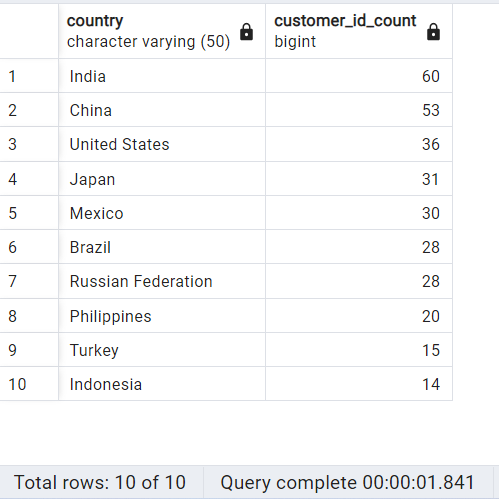 country customer_id_count
character varying (50) bigint
1 India 60
2 China 53
3 United States 36
4 Japan 31
5 Mexico 30
6 Brazil 28
7 Russian Federation 28
8 Philippines 20
9 Turkey 15
10 Indonesia 14
Total rows: 10 of 10 Query complete 00:00:01.841